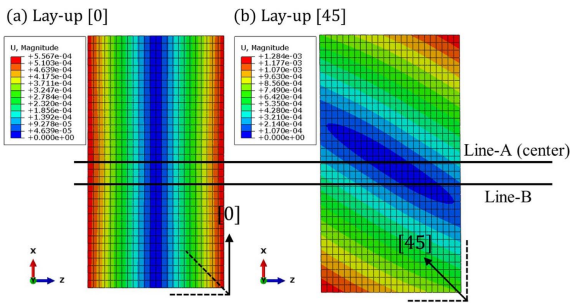 (a) Lay-up [0]
U, Magnitude
+5.567e-04
+5.103e-04
+4.639e-04
+4.175e-04
+3.711e-04
+3.247e-04
+2.784e-04
+2.320e-04
+1.856e-04
+1.392e-04
+9.278e-05
+4.639e-05
+0.000e+00
(b) Lay-up [45]
U, Magnitude
+1.284e-03
+1.177e-03
+1.070e-03
+9.630e-04
+8.560e-04
+7.490e-04
+6.420e-04
+5.350e-04
+4.280e-04
+3.210e-04
+2.140e-04
+1.070e-04
+0.000e+00
Line-A (center)
Line-B
[0]
[45]
X
Y
Z
X
Y
Z